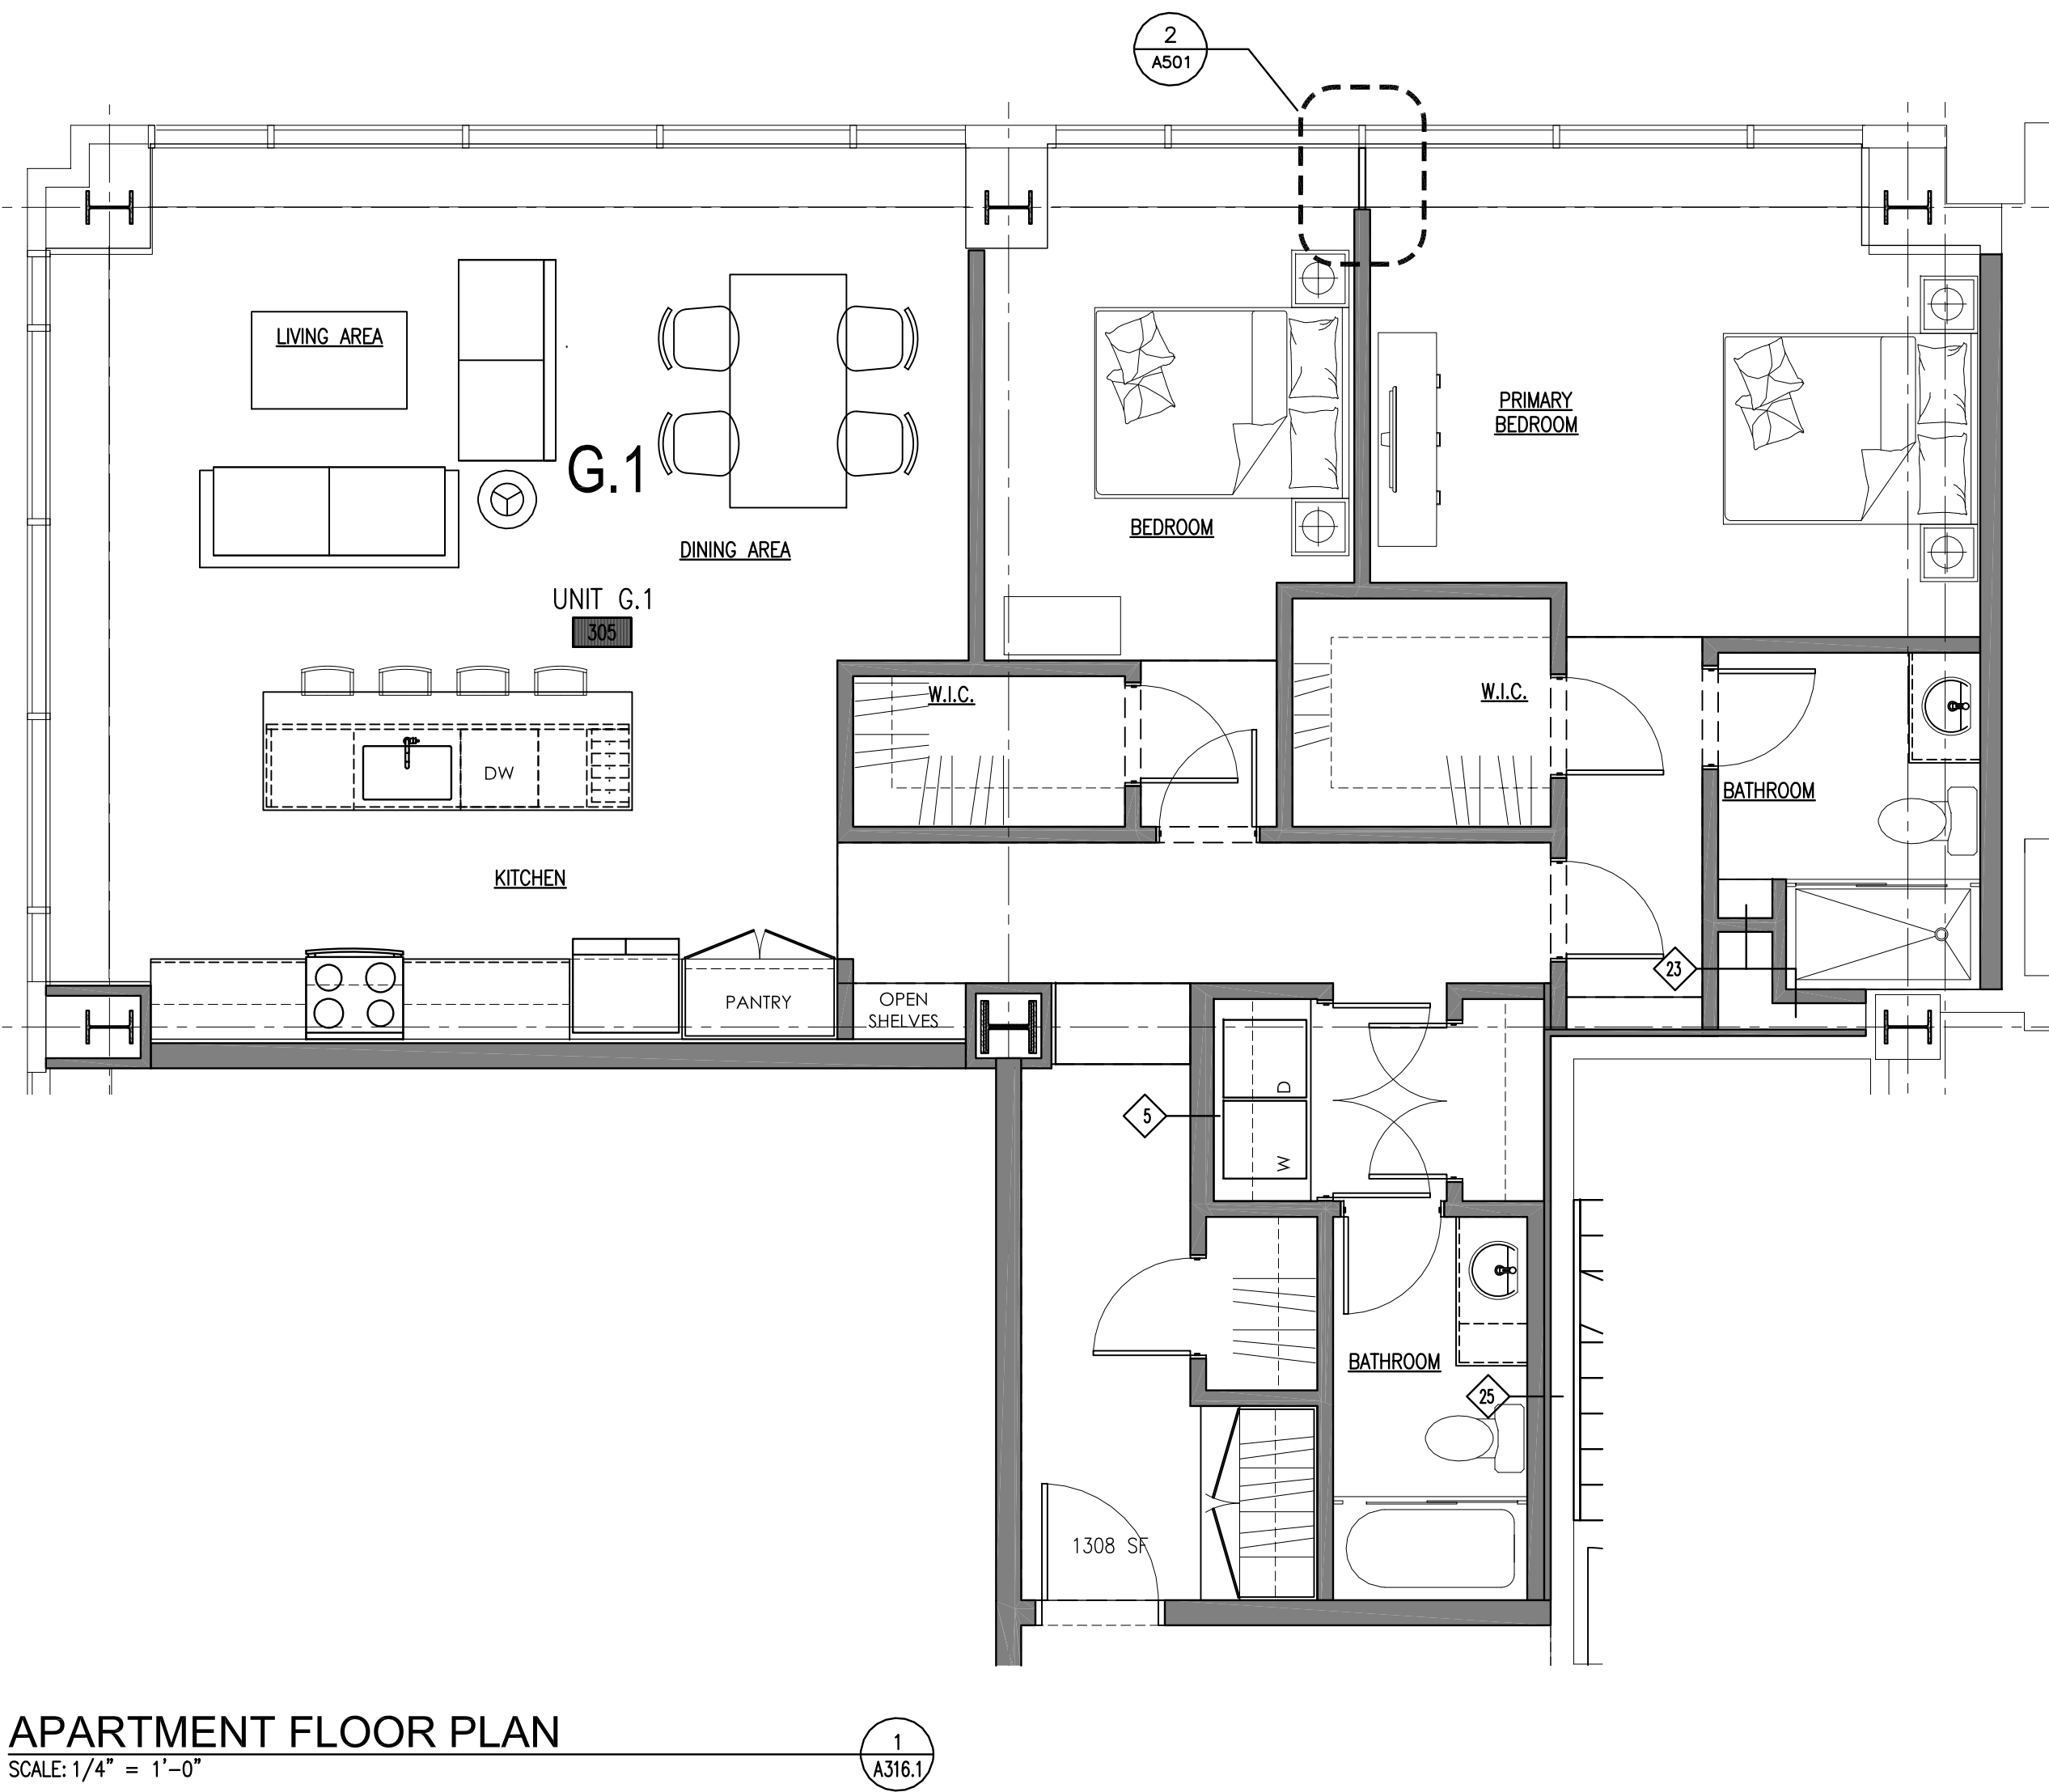 2
A501
LIVING AREA
G.1
DINING AREA
BEDROOM
PRIMARY
BEDROOM
UNIT G.1
305
W.I.C.
W.I.C.
DW
BATHROOM
KITCHEN
PANTRY
OPEN
SHELVES
23
D
W
5
BATHROOM
25
1308 SF
APARTMENT FLOOR PLAN
SCALE: 1/4" = 1'-0"
1
A316.1